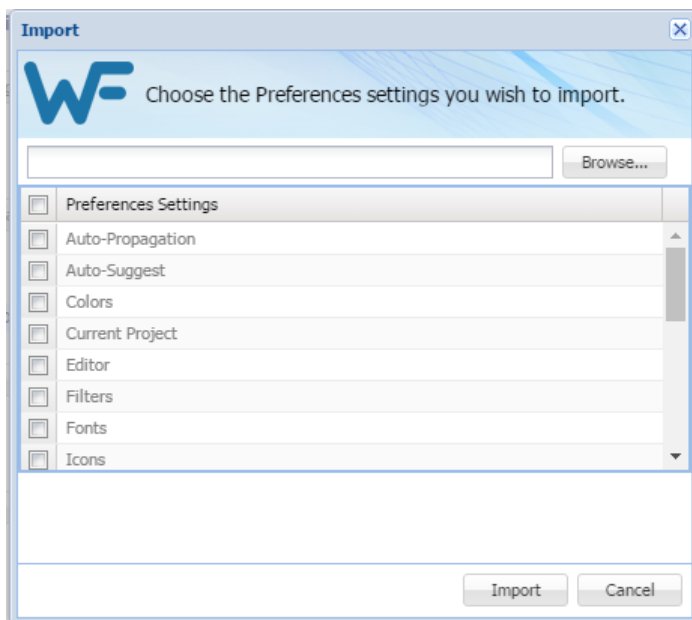 Import
WF Choose the Preferences settings you wish to import.
Browse...
Preferences Settings
Auto-Propagation
Auto-Suggest
Colors
Current Project
Editor
Filters
Fonts
Icons
Import Cancel